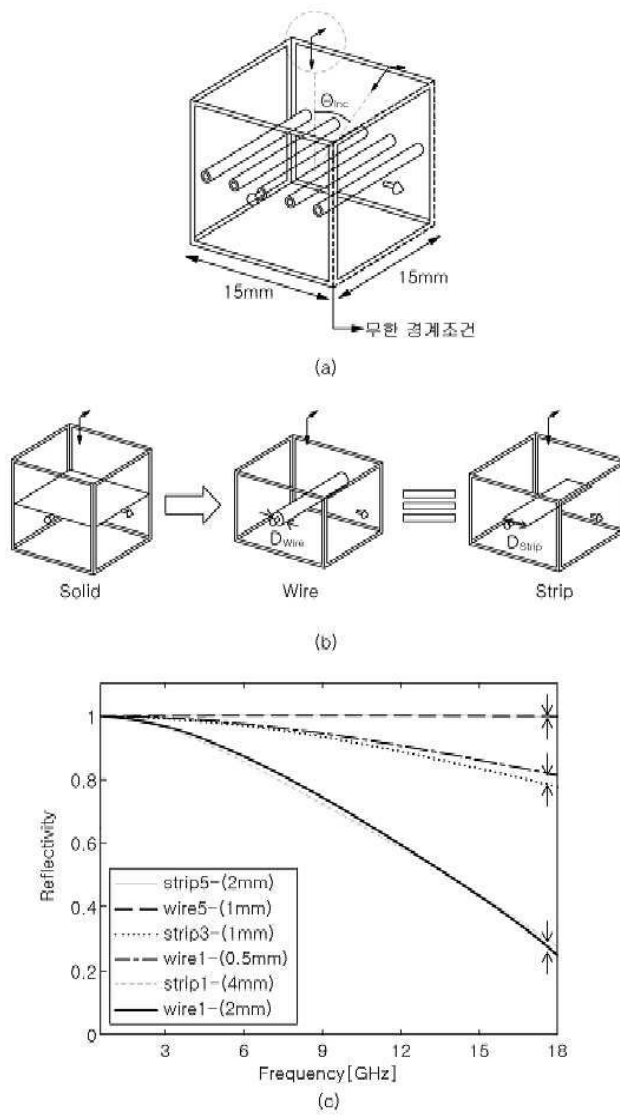 Θinc
15mm
15mm
무한 경계조건
(a)
DWire
DStrip
Solid
Wire
Strip
(b)
1
0.8
0.6
0.4
0.2
0
Reflectivity
strip5-(2mm)
wire5-(1mm)
strip3-(1mm)
wire1-(0.5mm)
strip1-(4mm)
wire1-(2mm)
3
6
9
12
15
18
Frequency[GHz]
(c)